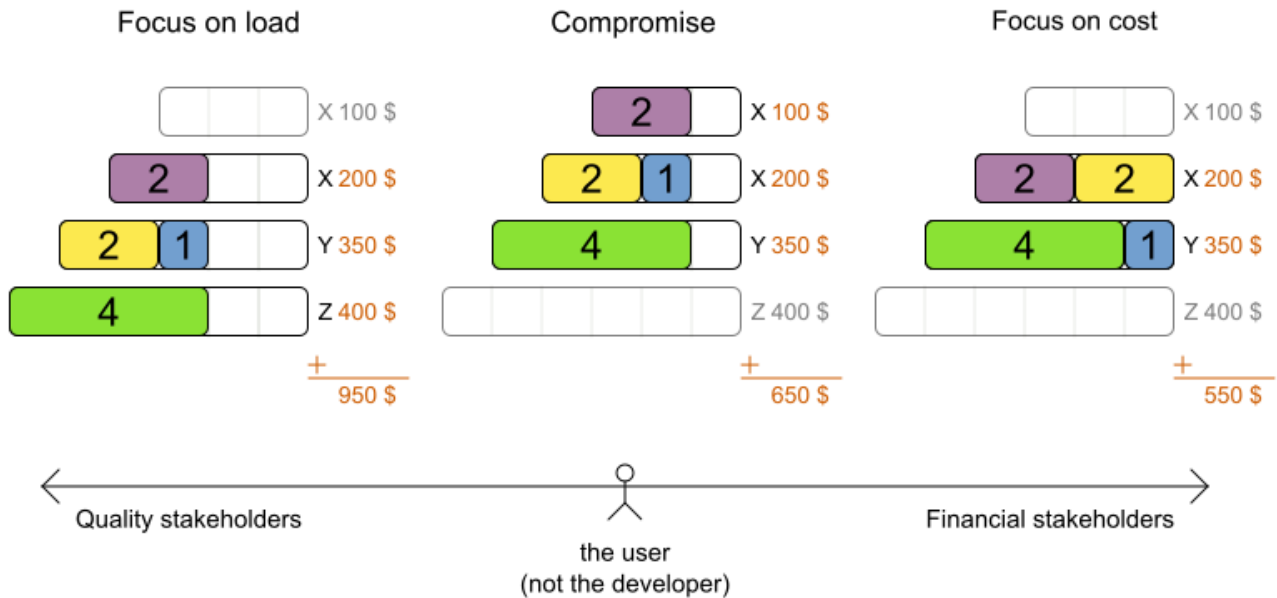 Focus on load
Compromise
Focus on cost
X 100 $
2
X 100 $
X 100 $
2
X 200 $
2
1
X 200 $
2
2
X 200 $
2
1
Y 350 $
4
Y 350 $
4
1
Y 350 $
4
Z 400 $
Z 400 $
Z 400 $
+
950 $
+
650 $
+
550 $
Quality stakeholders
Financial stakeholders
the user
(not the developer)